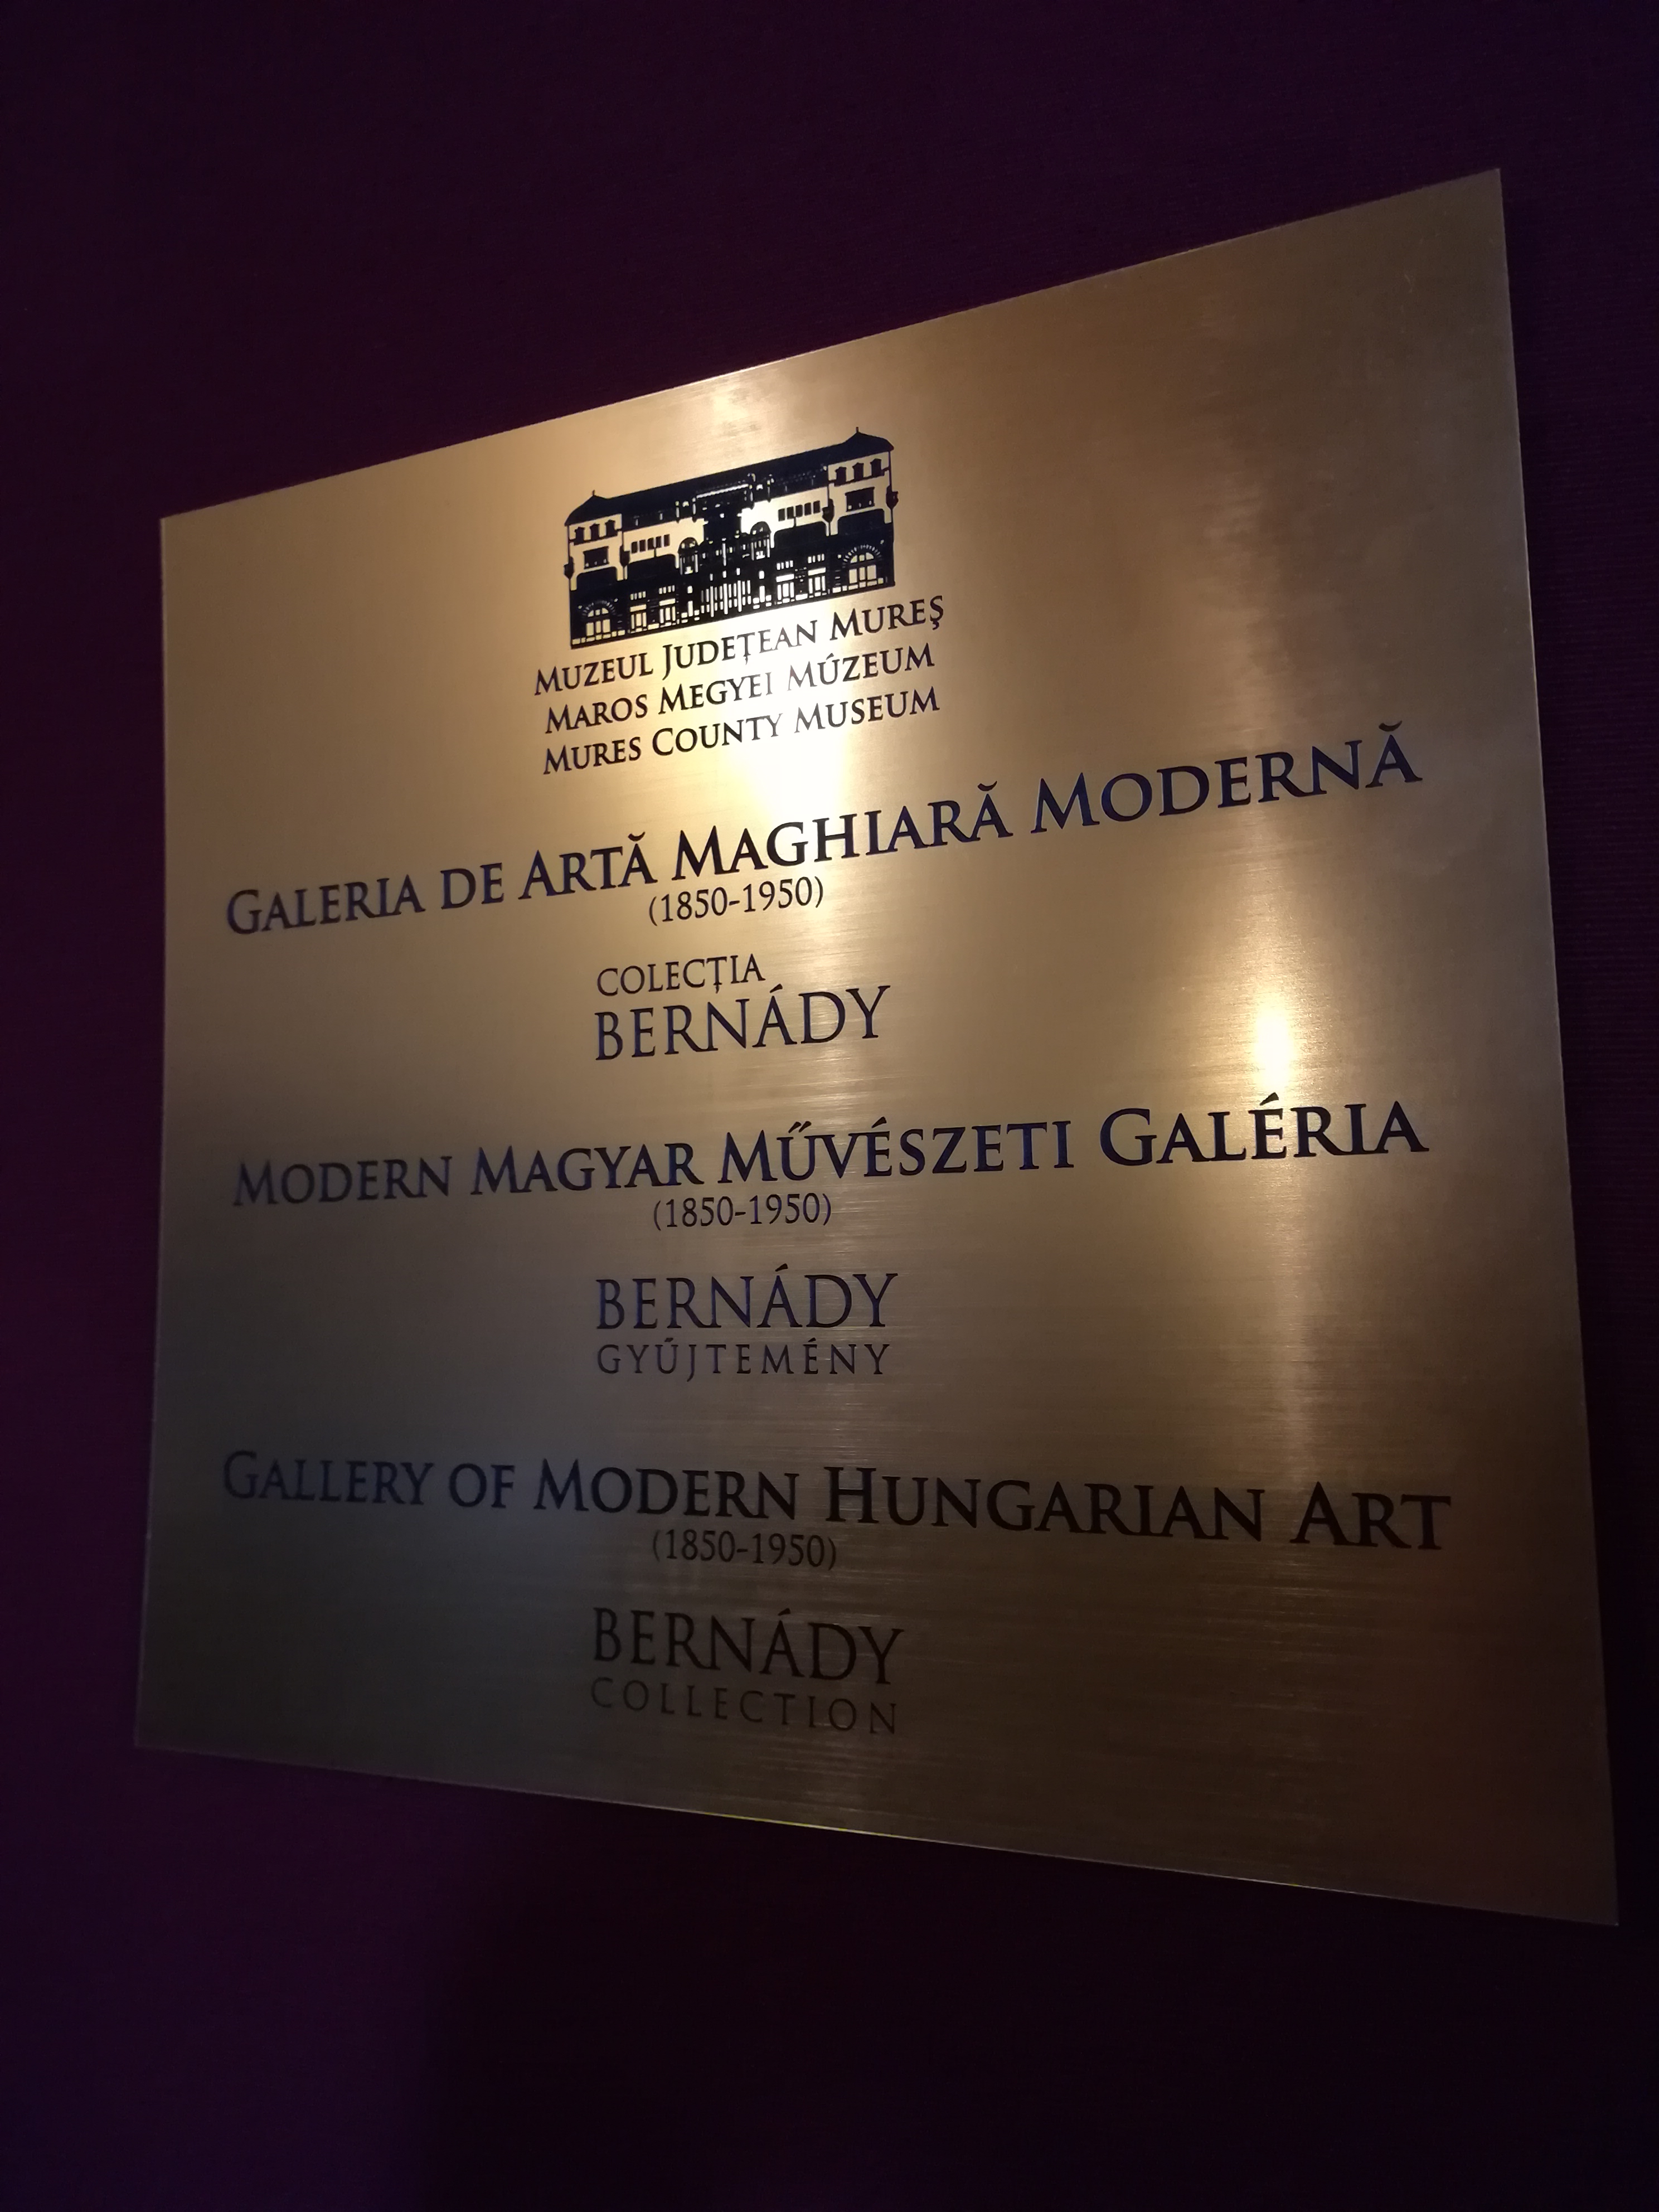 MUZEUL JUDEȚEAN MUREȘ
MAROS MEGYEI MÚZEUM
MURES COUNTY MUSEUM
GALERIA DE ARTĂ MAGHIARĂ MODERNĂ
(1850-1950)
COLECȚIA
BERNÁDY
MODERN MAGYAR MŰVÉSZETI GALÉRIA
(1850-1950)
BERNÁDY
GYŰJTEMÉNY
GALLERY OF MODERN HUNGARIAN ART
(1850-1950)
BERNÁDY
COLLECTION